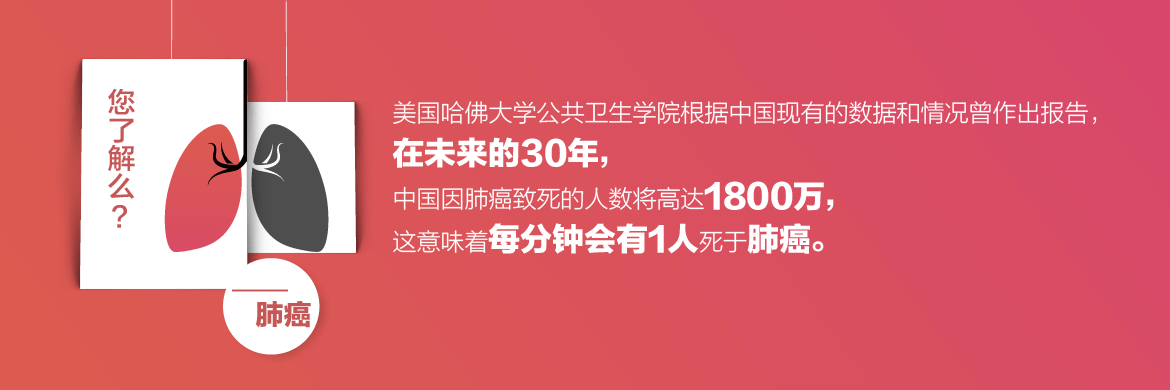 您了解么？
肺癌
美国哈佛大学公共卫生学院根据中国现有的数据和情况曾作出报告，
在未来的30年，
中国因肺癌致死的人数将高达1800万，
这意味着每分钟会有1人死于肺癌。